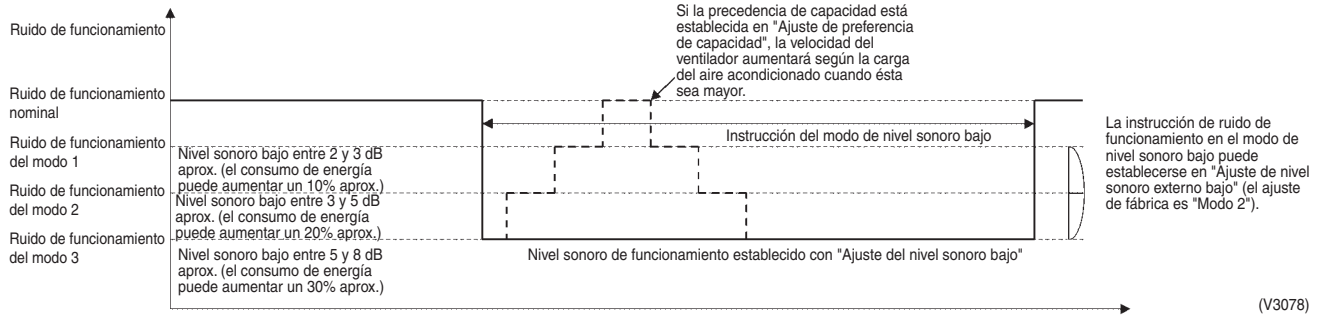 Ruido de funcionamiento
Si la precedencia de capacidad está
establecida en "Ajuste de preferencia
de capacidad", la velocidad del
ventilador aumentará según la carga
del aire acondicionado cuando ésta
sea mayor.
Ruido de funcionamiento
nominal
Instrucción del modo de nivel sonoro bajo
La instrucción de ruido de
funcionamiento en el modo de
nivel sonoro bajo puede
establecerse en "Ajuste de nivel
sonoro externo bajo" (el ajuste
de fábrica es "Modo 2").
Ruido de funcionamiento
del modo 1
Nivel sonoro bajo entre 2 y 3 dB
aprox. (el consumo de energía
puede aumentar un 10% aprox.)
Ruido de funcionamiento
del modo 2
Nivel sonoro bajo entre 3 y 5 dB
aprox. (el consumo de energía
puede aumentar un 20% aprox.)
Ruido de funcionamiento
del modo 3
Nivel sonoro bajo entre 5 y 8 dB
aprox. (el consumo de energía
puede aumentar un 30% aprox.)
Nivel sonoro de funcionamiento establecido con "Ajuste del nivel sonoro bajo"
(V3078)